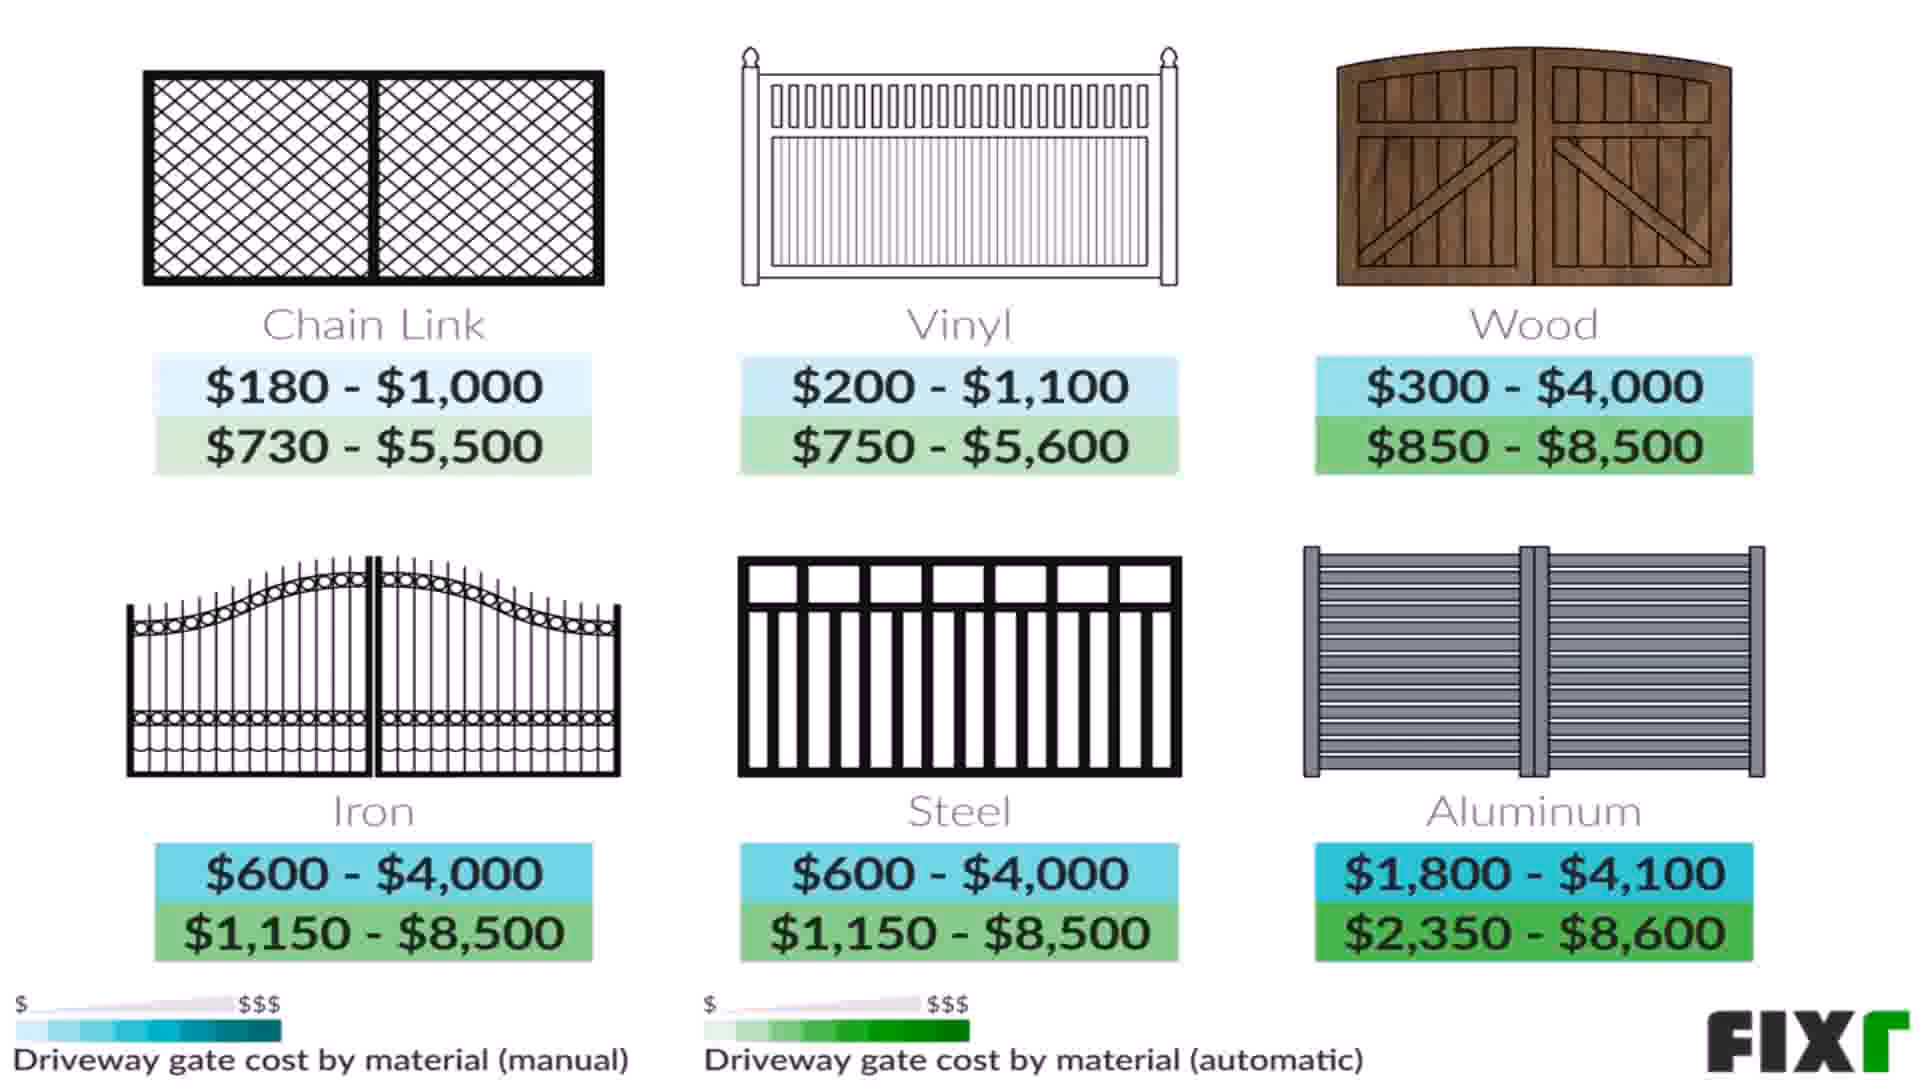 Chain Link
$180 - $1,000
$730 - $5,500
Vinyl
$200 - $1,100
$750 - $5,600
Wood
$300 - $4,000
$850 - $8,500
Iron
$600 - $4,000
$1,150 - $8,500
Steel
$600 - $4,000
$1,150 - $8,500
Aluminum
$1,800 - $4,100
$2,350 - $8,600
$ $$$
Driveway gate cost by material (manual)
$ $$$
Driveway gate cost by material (automatic)
FIXr